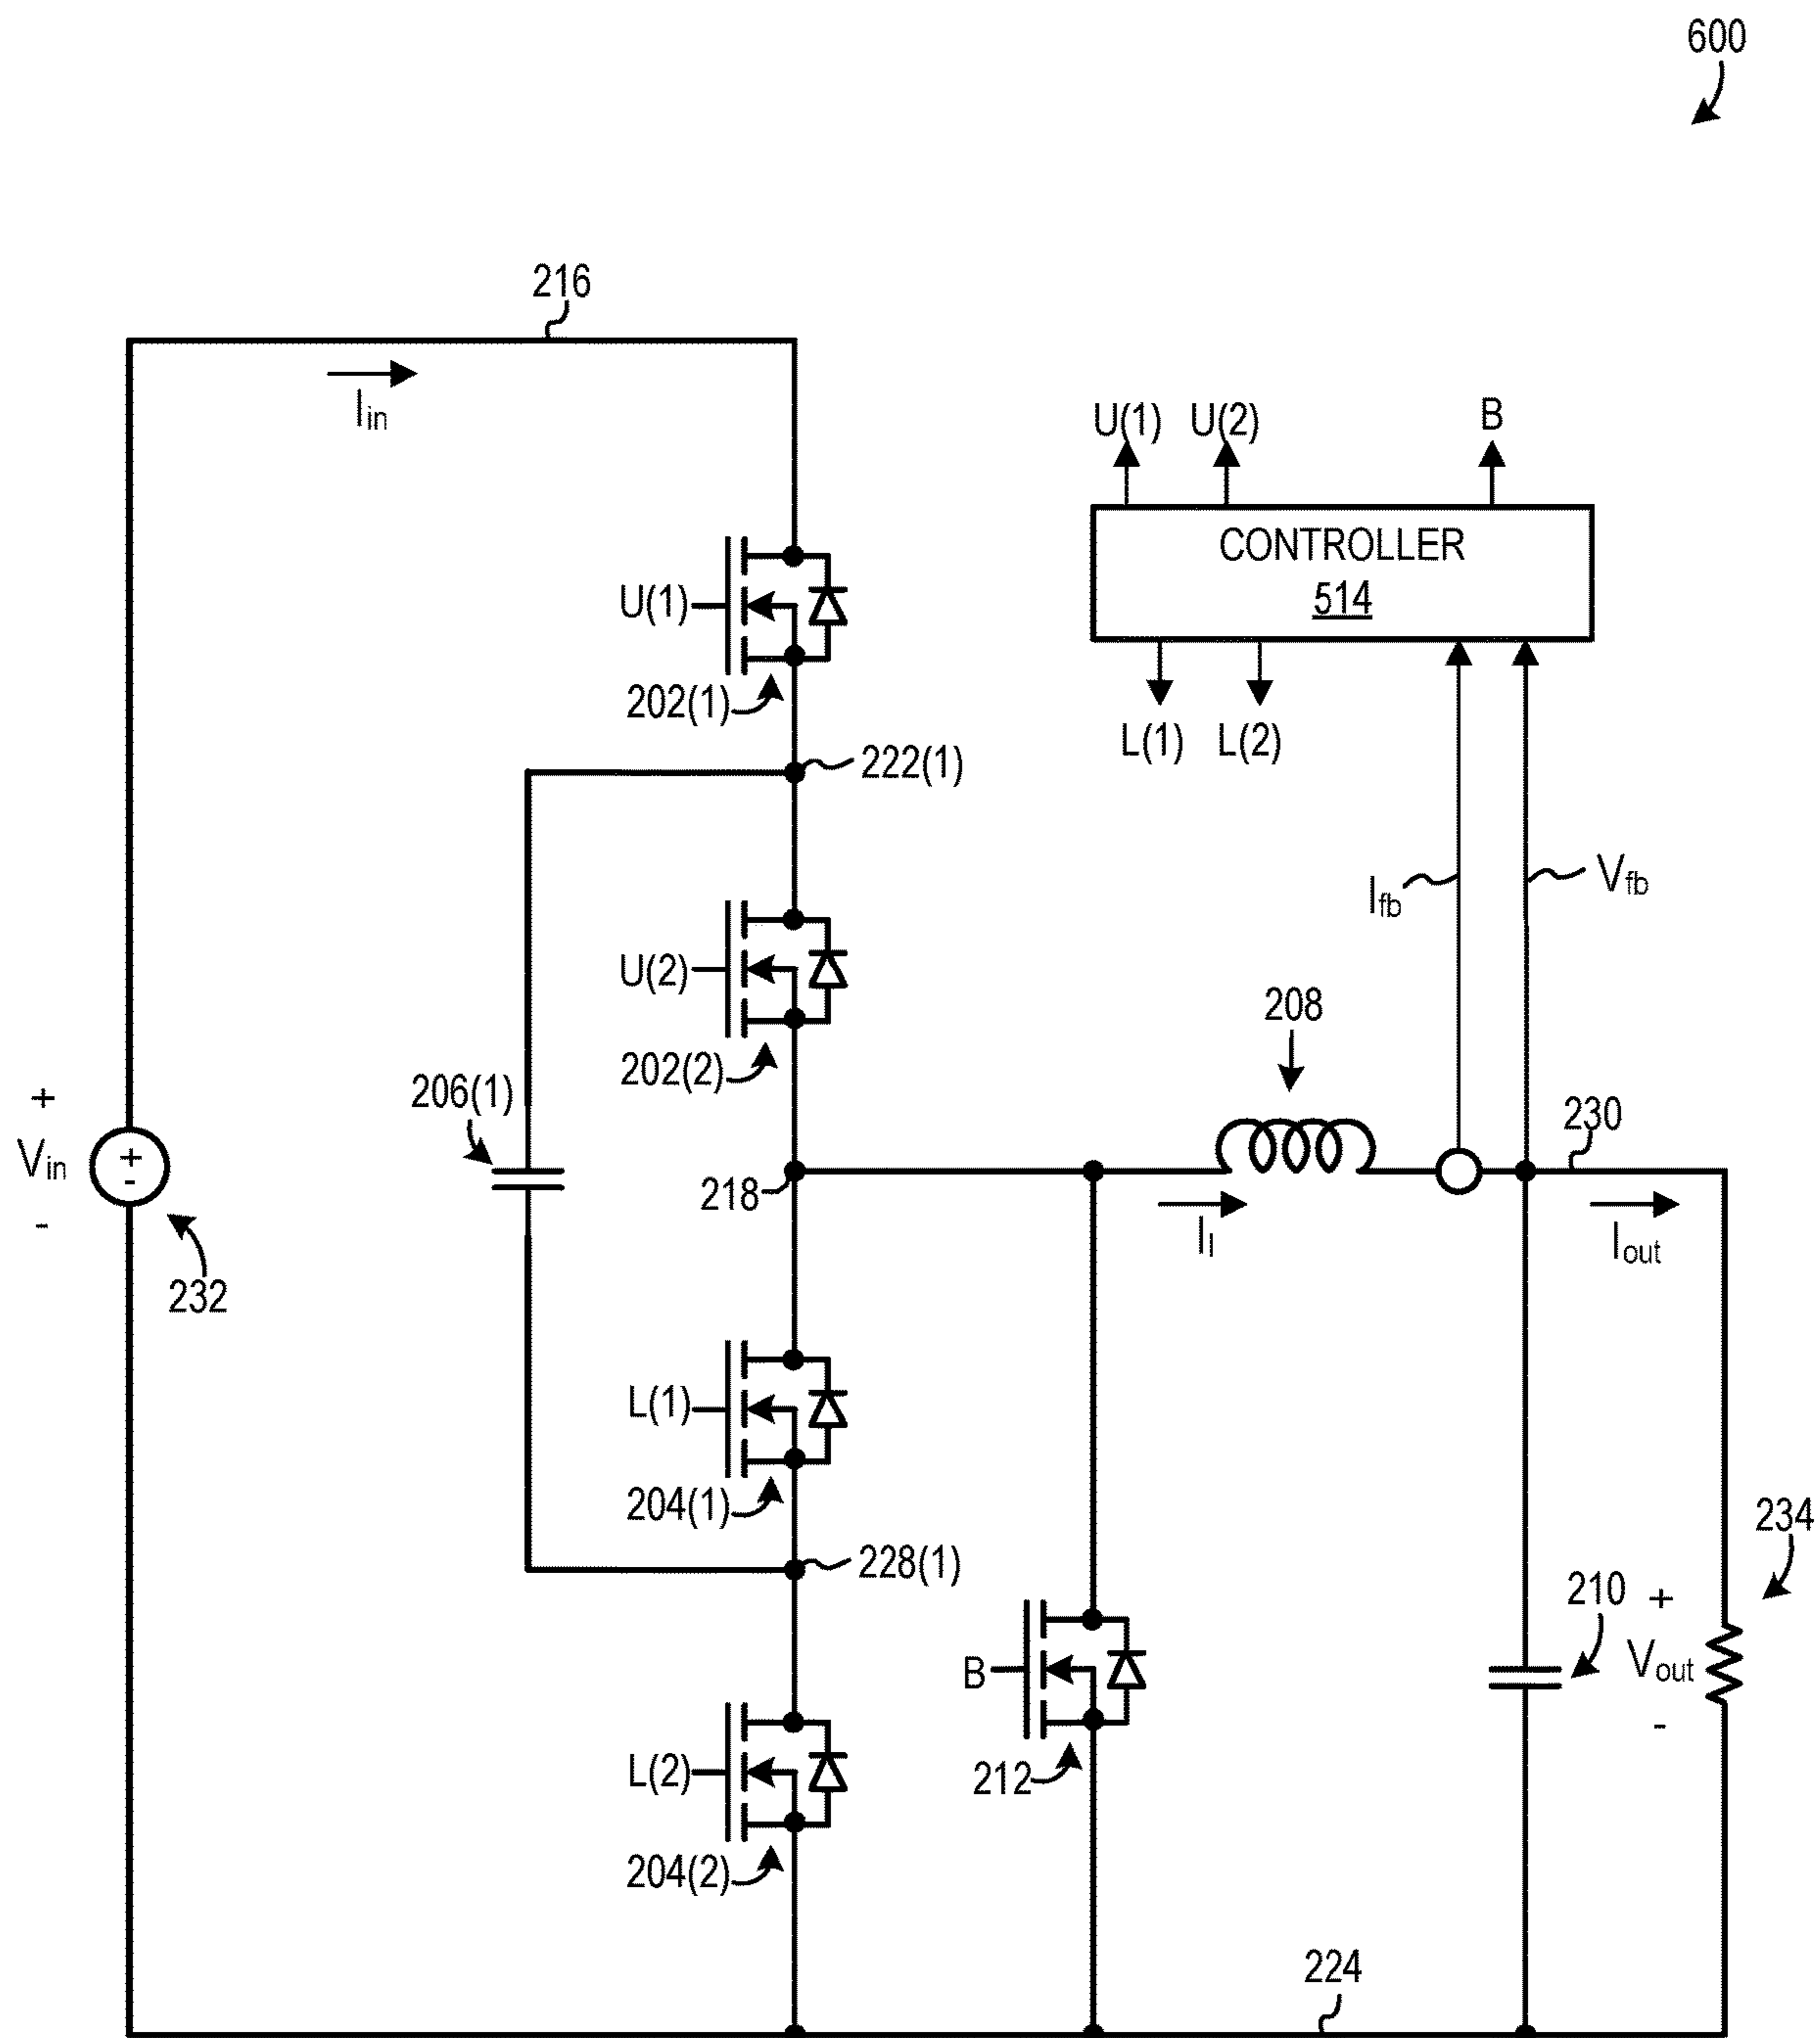 600
216
Iin
U(1) U(2) B
CONTROLLER
514
U(1)
202(1)
L(1) L(2)
222(1)
Ifb
Vfb
U(2)
202(2)
208
206(1)
230
+
Vin
-
+
-
218
Il
Iout
232
L(1)
204(1)
228(1)
234
210
+
Vout
-
B
212
L(2)
204(2)
224